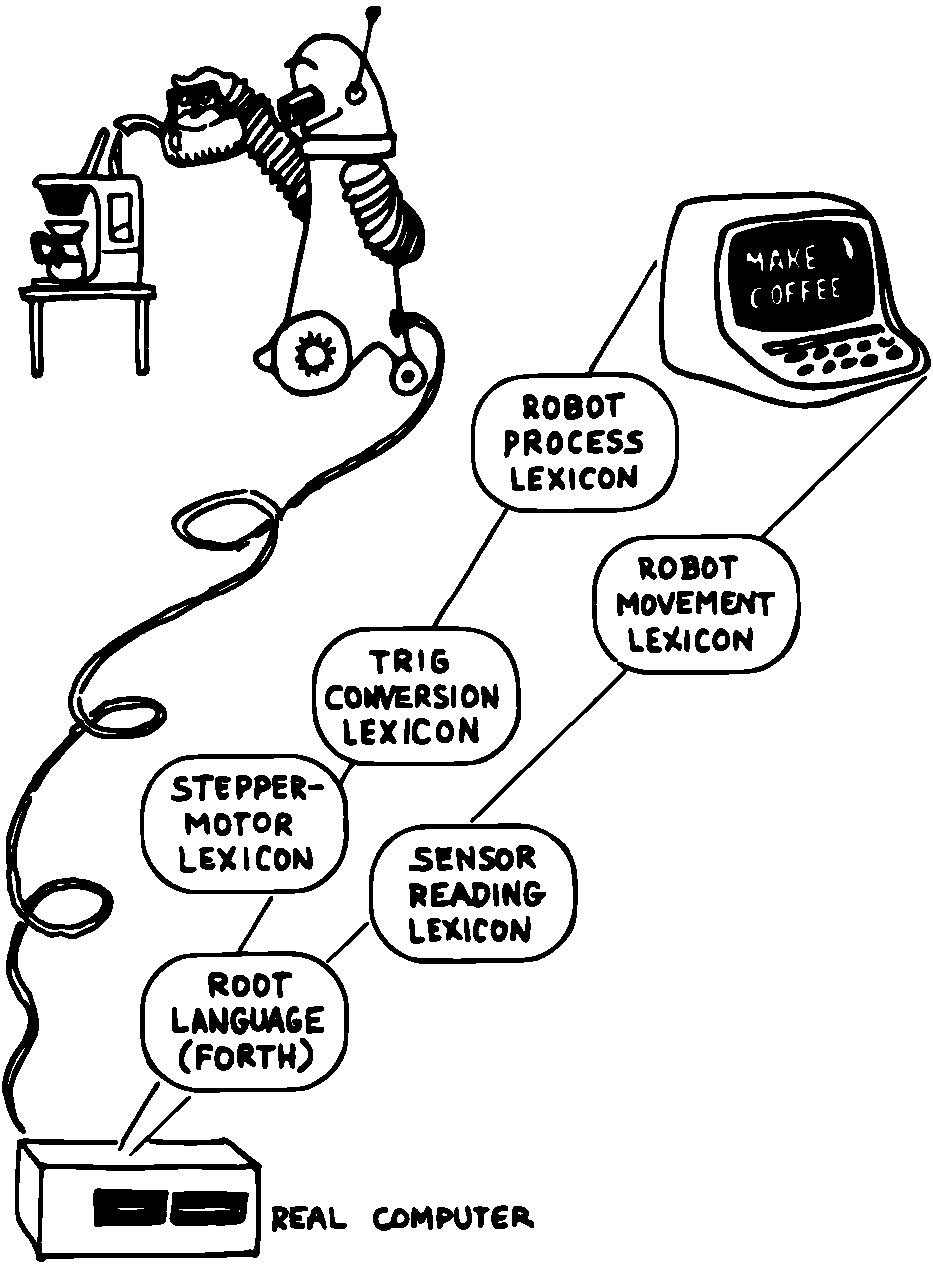 MAKE
COFFEE
ROBOT
PROCESS
LEXICON
ROBOT
MOVEMENT
LEXICON
TRIG
CONVERSION
LEXICON
STEPPER-
MOTOR
LEXICON
SENSOR
READING
LEXICON
ROOT
LANGUAGE
(FORTH)
REAL COMPUTER